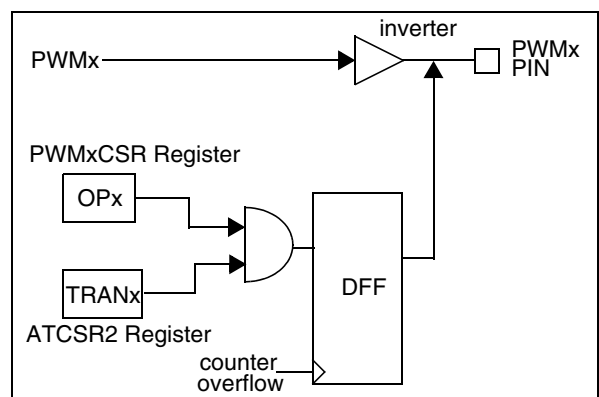 inverter
PWMx
PWMx
PIN
PWMxCSR Register
OPx
TRANx
ATCSR2 Register
DFF
counter
overflow